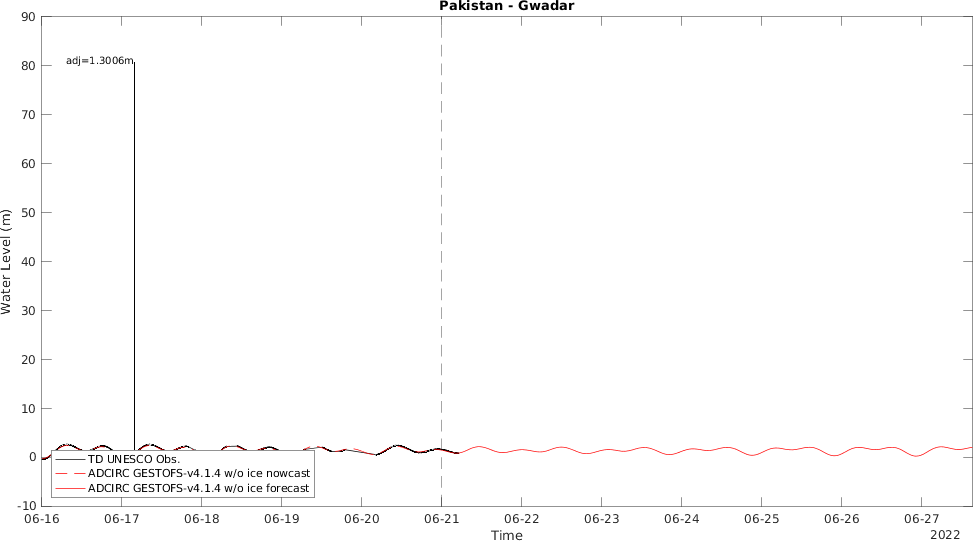 Pakistan - Gwadar
90
80
70
60
50
40
30
20
10
0
-10
Water Level (m)
adj=1.3006m
TD UNESCO Obs.
ADCIRC GESTOFS-v4.1.4 w/o ice nowcast
ADCIRC GESTOFS-v4.1.4 w/o ice forecast
06-16 06-17 06-18 06-19 06-20 06-21 06-22 06-23 06-24 06-25 06-26 06-27
Time
2022